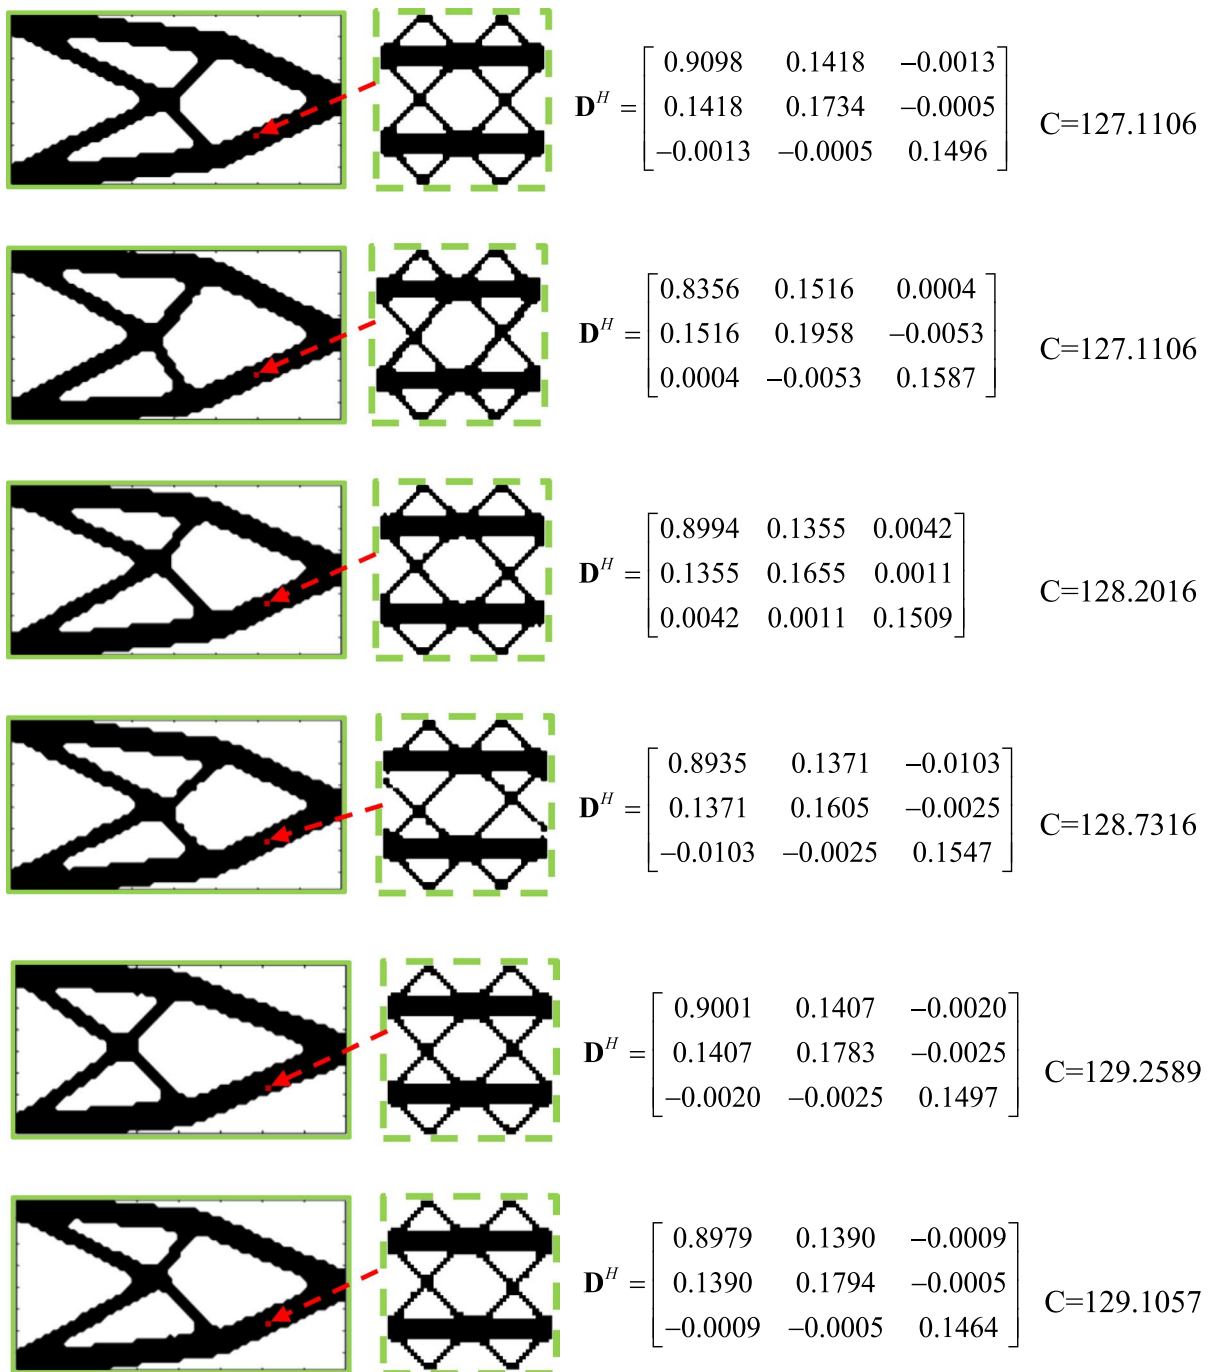 0.9098 0.1418 −0.0013
𝐃^H = 0.1418 0.1734 −0.0005
−0.0013 −0.0005 0.1496
C=127.1106
0.8356 0.1516 0.0004
𝐃^H = 0.1516 0.1958 −0.0053
0.0004 −0.0053 0.1587
C=127.1106
0.8994 0.1355 0.0042
𝐃^H = 0.1355 0.1655 0.0011
0.0042 0.0011 0.1509
C=128.2016
0.8935 0.1371 −0.0103
𝐃^H = 0.1371 0.1605 −0.0025
−0.0103 −0.0025 0.1547
C=128.7316
0.9001 0.1407 −0.0020
𝐃^H = 0.1407 0.1783 −0.0025
−0.0020 −0.0025 0.1497
C=129.2589
0.8979 0.1390 −0.0009
𝐃^H = 0.1390 0.1794 −0.0005
−0.0009 −0.0005 0.1464
C=129.1057